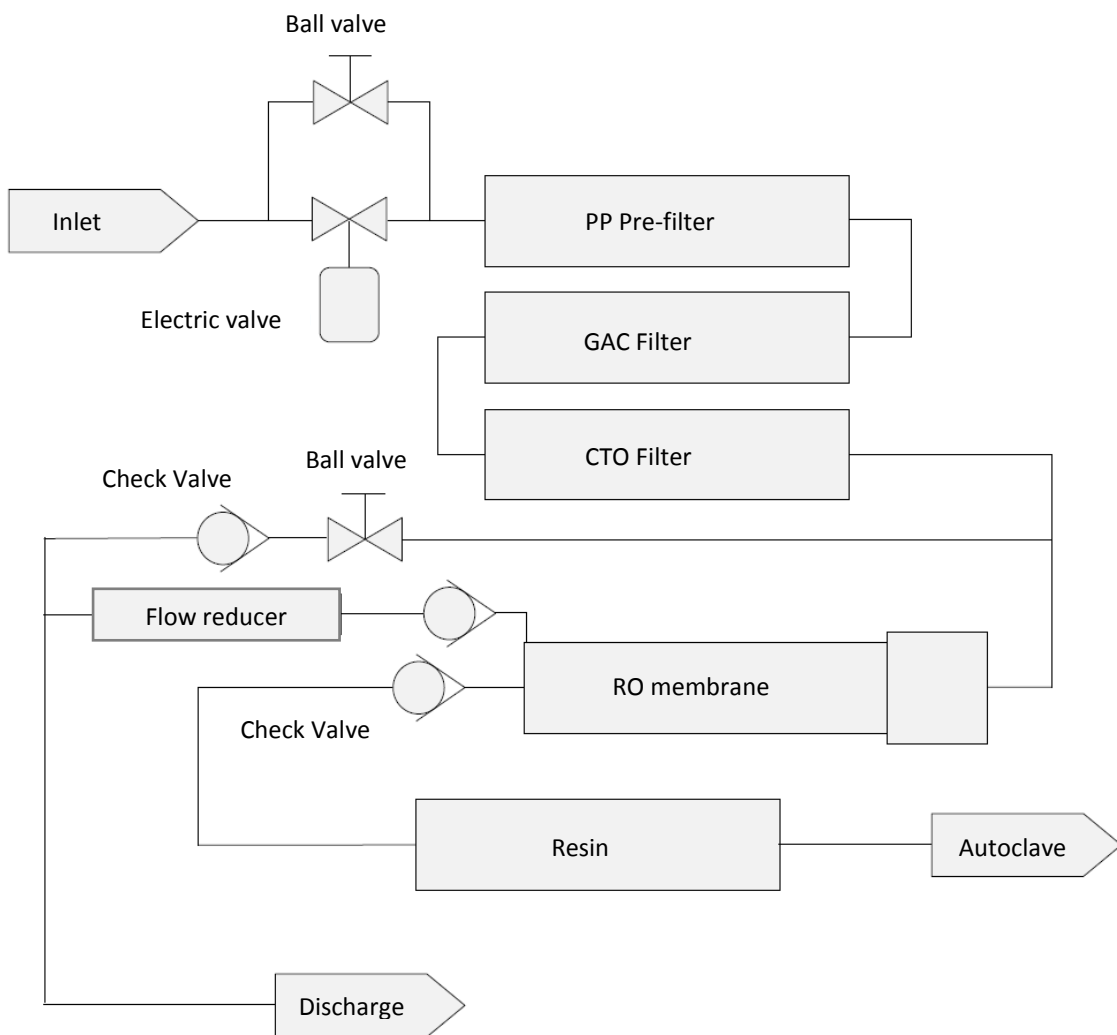 Ball valve
Inlet
PP Pre-filter
Electric valve
GAC Filter
CTO Filter
Ball valve
Check Valve
Flow reducer
RO membrane
Check Valve
Resin
Autoclave
Discharge